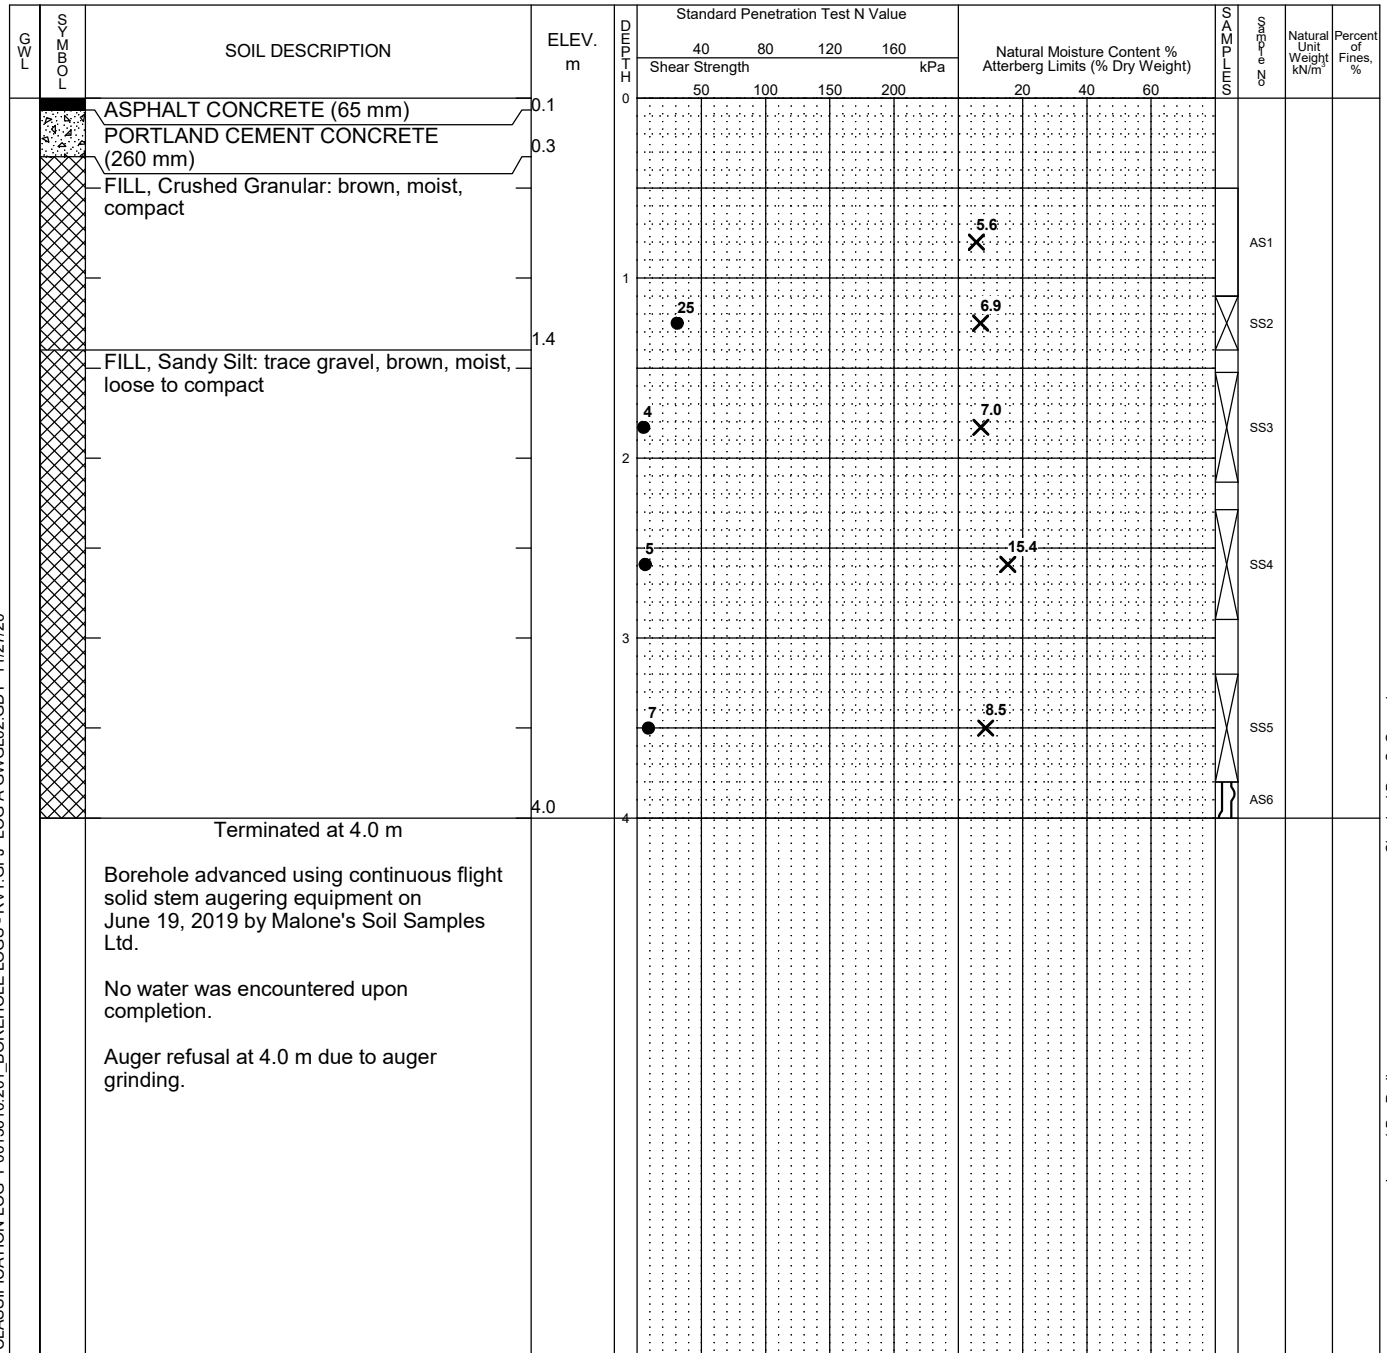 GWL
SYMBOL
SOIL DESCRIPTION
ELEV.
m
DEPTH
Standard Penetration Test N Value
40 80 120 160
Shear Strength kPa
50 100 150 200
Natural Moisture Content %
Atterberg Limits (% Dry Weight)
20 40 60
SAMPLES
Sample No
Natural
Unit
Weight
kN/m³
Percent
of
Fines,
%
0
ASPHALT CONCRETE (65 mm) 0.1
PORTLAND CEMENT CONCRETE
(260 mm)
0.3
FILL, Crushed Granular: brown, moist,
compact
5.6
AS1
1
25 6.9
SS2
1.4
FILL, Sandy Silt: trace gravel, brown, moist,
loose to compact
4 7.0
SS3
2
5 15.4
SS4
3
7 8.5
SS5
AS6
4.0
4
Terminated at 4.0 m
Borehole advanced using continuous flight
solid stem augering equipment on
June 19, 2019 by Malone's Soil Samples
Ltd.
No water was encountered upon
completion.
Auger refusal at 4.0 m due to auger
grinding.